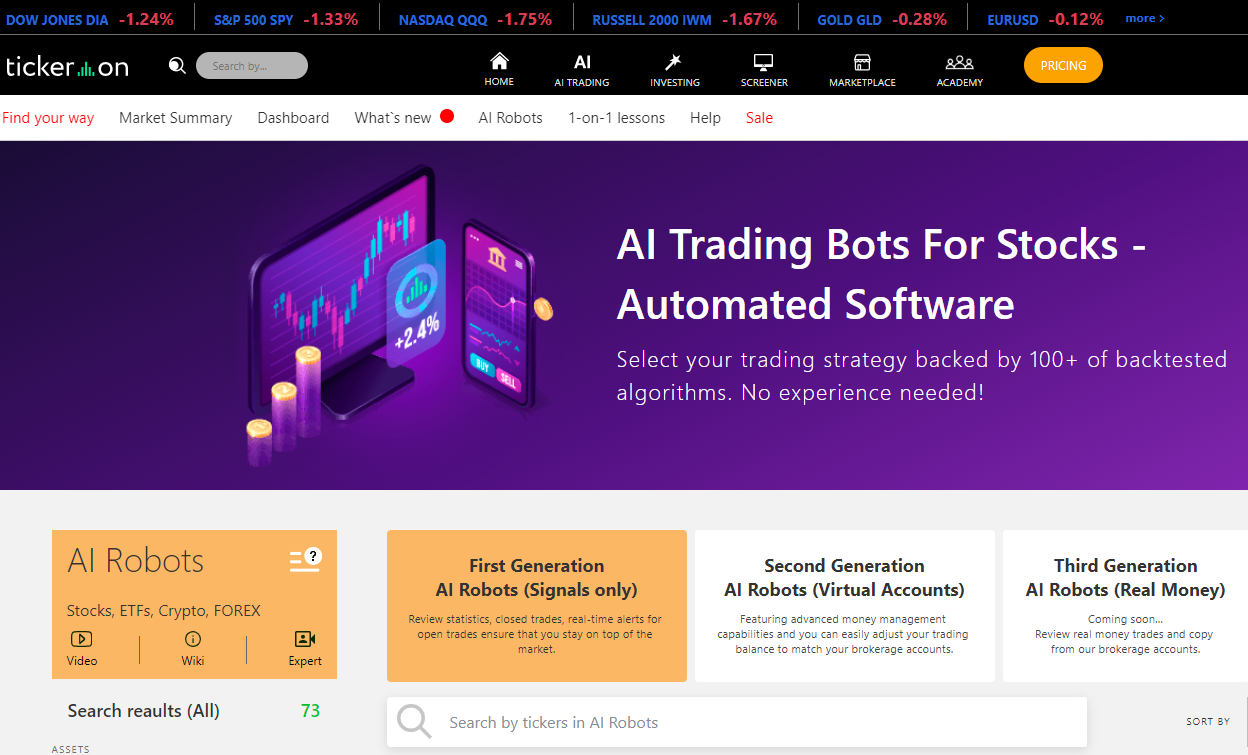 DOW JONES DIA -1.24% S&P 500 SPY -1.33% NASDAQ QQQ -1.75% RUSSELL 2000 IWM -1.67% GOLD GLD -0.28% EURUSD -0.12% more >
tickeron Search by...
HOME
AI
AI TRADING
INVESTING
SCREENER
MARKETPLACE
ACADEMY
PRICING
Find your way Market Summary Dashboard What`s new AI Robots 1-on-1 lessons Help Sale
+2.4%
BUY
SELL
AI Trading Bots For Stocks -
Automated Software
Select your trading strategy backed by 100+ of backtested
algorithms. No experience needed!
AI Robots ?
Stocks, ETFs, Crypto, FOREX
Video Wiki Expert
Search reaults (All) 73
ASSETS
First Generation
AI Robots (Signals only)
Review statistics, closed trades, real-time alerts for
open trades ensure that you stay on top of the
market.
Second Generation
AI Robots (Virtual Accounts)
Featuring advanced money management
capabilities and you can easily adjust your trading
balance to match your brokerage accounts.
Third Generation
AI Robots (Real Money)
Coming soon...
Review real money trades and copy
from our brokerage accounts.
Search by tickers in AI Robots
SORT BY